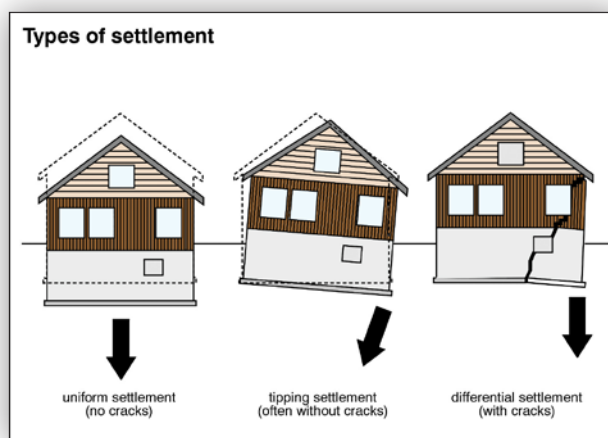 Types of settlement
uniform settlement
(no cracks)
tipping settlement
(often without cracks)
differential settlement
(with cracks)